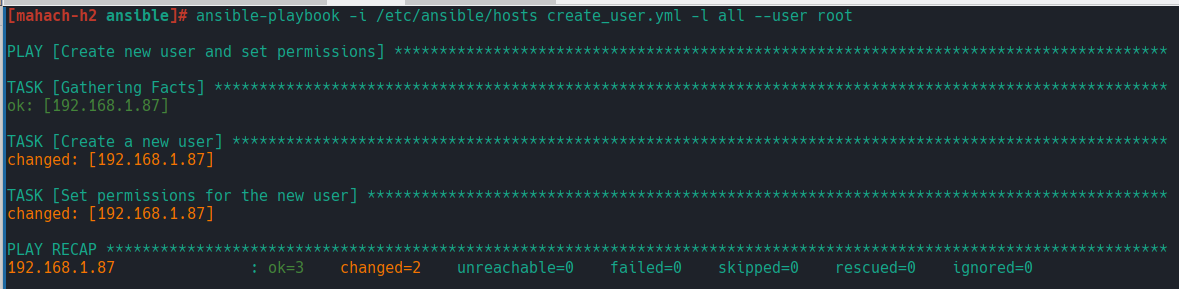 [mahach-h2 ansible]# ansible-playbook -i /etc/ansible/hosts create_user.yml -l all --user root
PLAY [Create new user and set permissions] **************************************************************************************
TASK [Gathering Facts] **********************************************************************************************************
ok: [192.168.1.87]
TASK [Create a new user] ********************************************************************************************************
changed: [192.168.1.87]
TASK [Set permissions for the new user] *****************************************************************************************
changed: [192.168.1.87]
PLAY RECAP **********************************************************************************************************************
192.168.1.87               : ok=3    changed=2    unreachable=0    failed=0    skipped=0    rescued=0    ignored=0